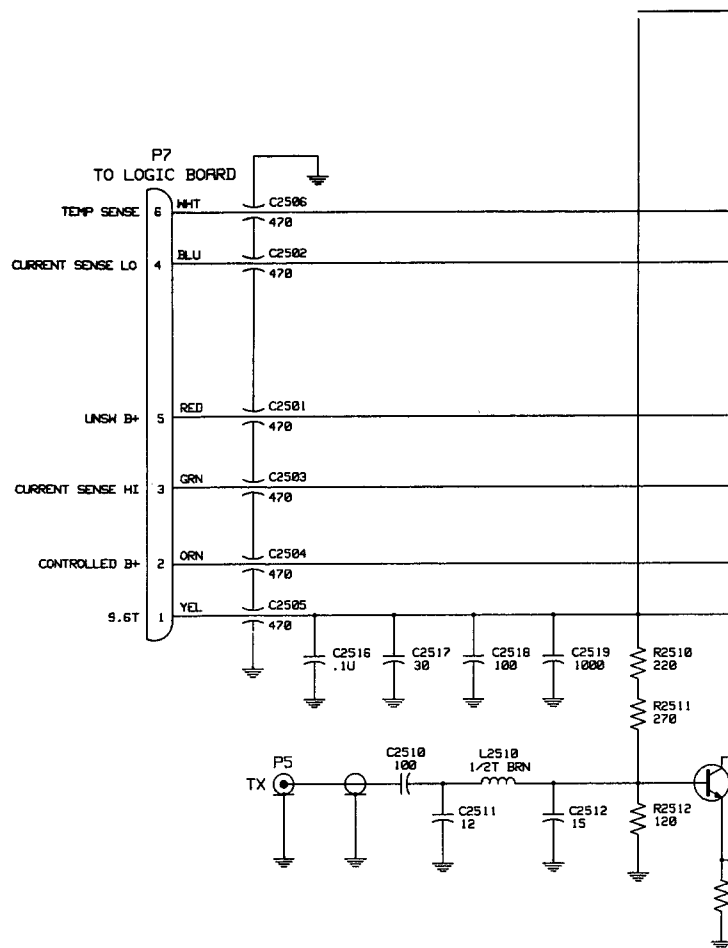 P7
TO LOGIC BOARD
TEMP SENSE 6 WHT C2506
470
CURRENT SENSE LO 4 BLU C2502
470
UNSW B+ 5 RED C2501
470
CURRENT SENSE HI 3 GRN C2503
470
CONTROLLED B+ 2 ORN C2504
470
9.6T 1 YEL C2505
470
C2516
.1U
C2517
30
C2518
100
C2519
1000
R2510
220
R2511
270
P5
TX
C2510
100
L2510
1/2T BRN
C2511
12
C2512
15
R2512
120